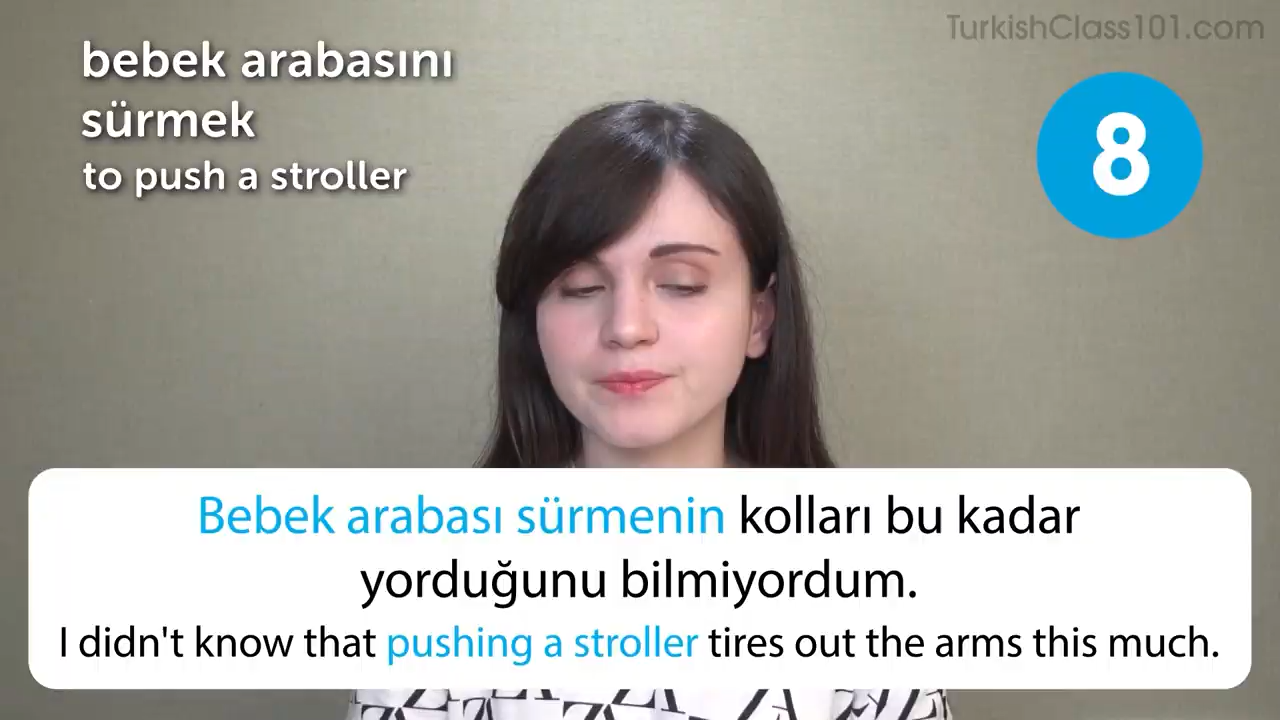 TurkishClass101.com
bebek arabasını
sürmek
to push a stroller
8
Bebek arabası sürmenin kolları bu kadar
yorduğunu bilmiyordum.
I didn't know that pushing a stroller tires out the arms this much.